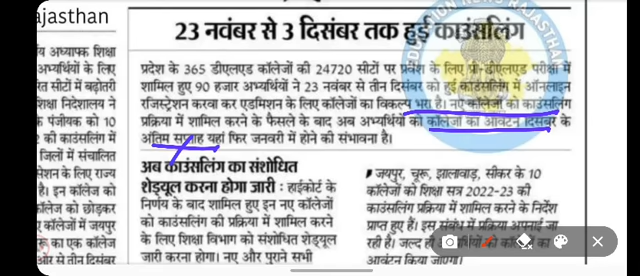 ajasthan
23 नवंबर से 3 दिसंबर तक हुई काउंसलिंग
EDUCATION NEWS RAJASTHAN
प्रदेश के 365 डीएलएड कॉलेजों की 24720 सीटों पर प्रवेश के लिए प्री-डीएलएड परीक्षा में
शामिल हुए 90 हजार अभ्यर्थियों ने 23 नवंबर से तीन दिसंबर को हुई काउंसलिंग में ऑनलाइन
रजिस्ट्रेशन करवा कर एडमिशन के लिए कॉलेजों का विकल्प भरा है। नए कॉलेजों को काउंसलिंग
प्रक्रिया में शामिल करने के फैसले के बाद अब अभ्यर्थियों को कॉलेजों का आवंटन दिसंबर के
अंतिम सप्ताह यहां फिर जनवरी में होने की संभावना है।
अब काउंसलिंग का संशोधित
शेड्यूल करना होगा जारी : हाईकोर्ट के
निर्णय के बाद शामिल हुए इन नए कॉलेजों
को काउंसलिंग की प्रक्रिया में शामिल करने
के लिए शिक्षा विभाग को संशोधित शेड्यूल
जारी करना होगा। नए और पुराने सभी
जयपुर, चूरू, झालावाड़, सीकर के 10
कॉलेजों को शिक्षा सत्र 2022-23 की
काउंसलिंग प्रक्रिया में शामिल करने के निर्देश
प्राप्त हुए हैं। इस संबंध में प्रक्रिया अपनाई जा
रही है। जल्द ही
आवंटन किया जाएगा।
य अध्यापक शिक्षा
अभ्यर्थियों के लिए
रेत सीटों में बढ़ोतरी
शिक्षा निदेशालय ने
के पंजीयक को 10
की काउंसलिंग में
जिलों में संचालित
सेशन के लिए राज्य
है। इन कॉलेज को
कॉलेज को छोड़कर
ए कॉलेजों में जयपुर
का एक कॉलेज
ओर से तीन दिसंबर